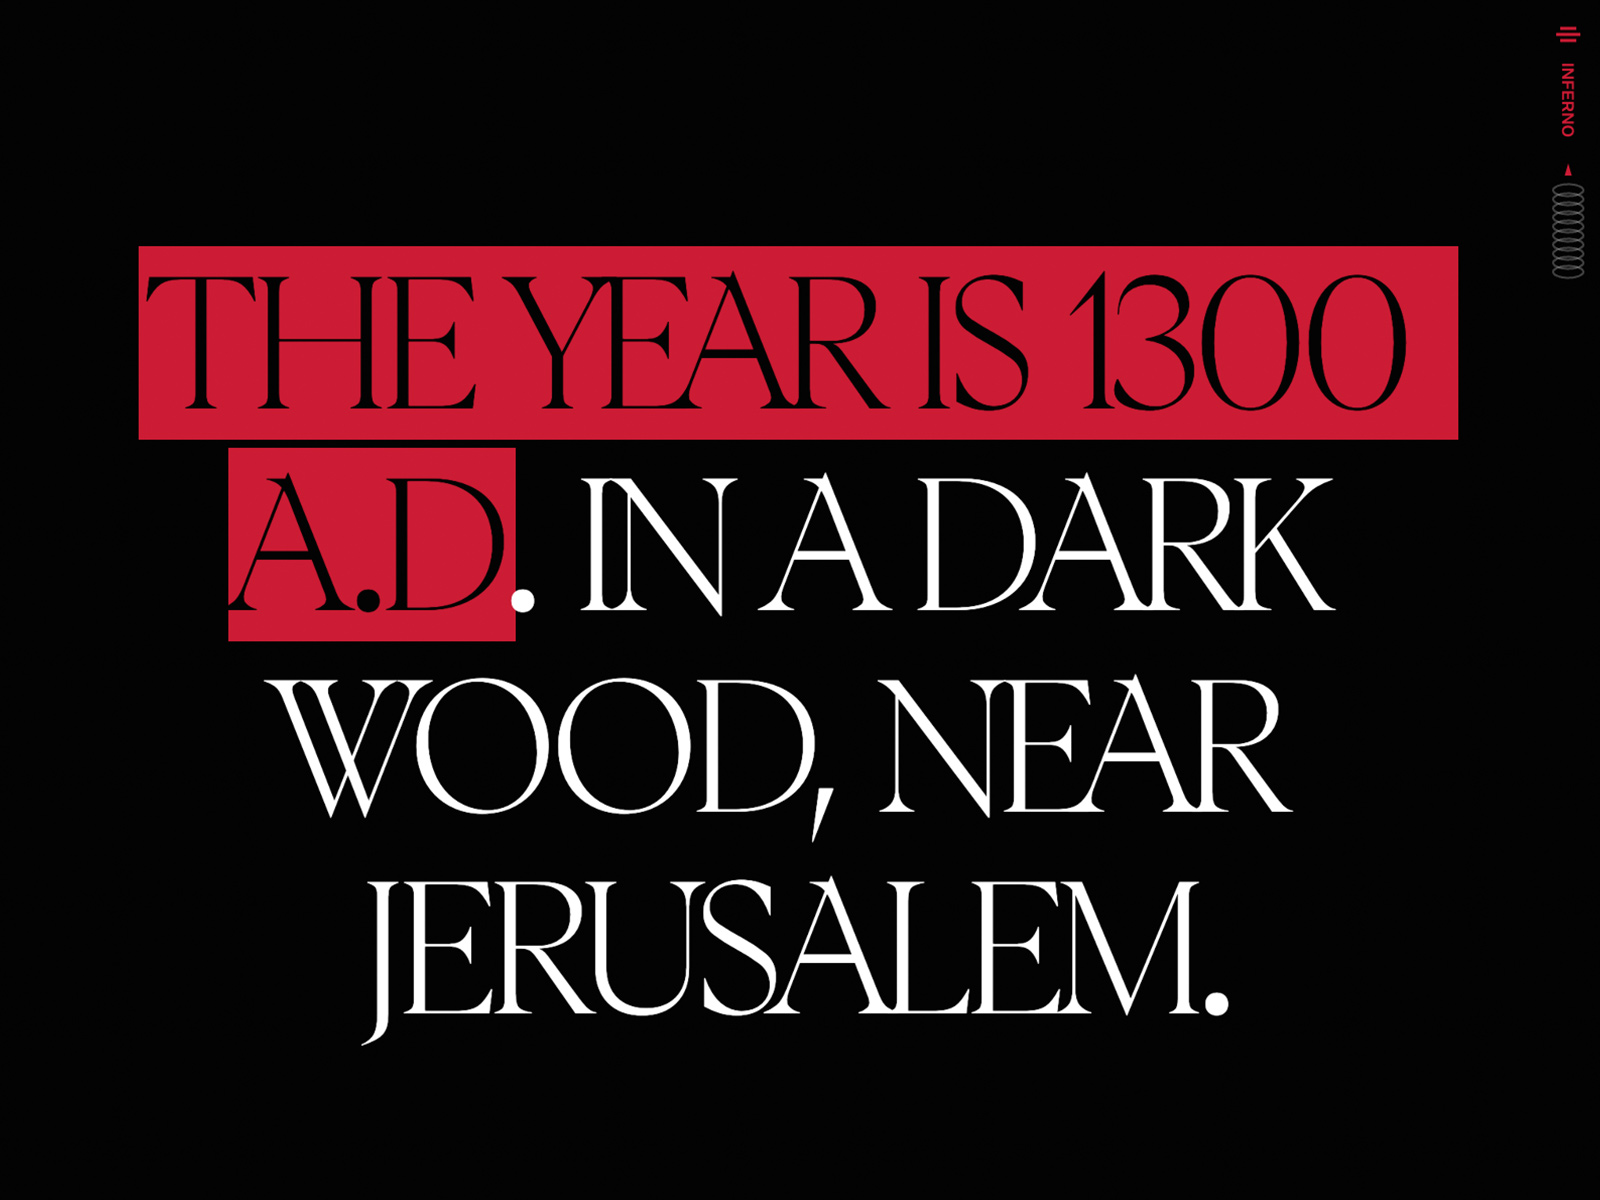 THE YEAR IS 1300
A.D. IN A DARK
WOOD, NEAR
JERUSALEM.
INFERNO